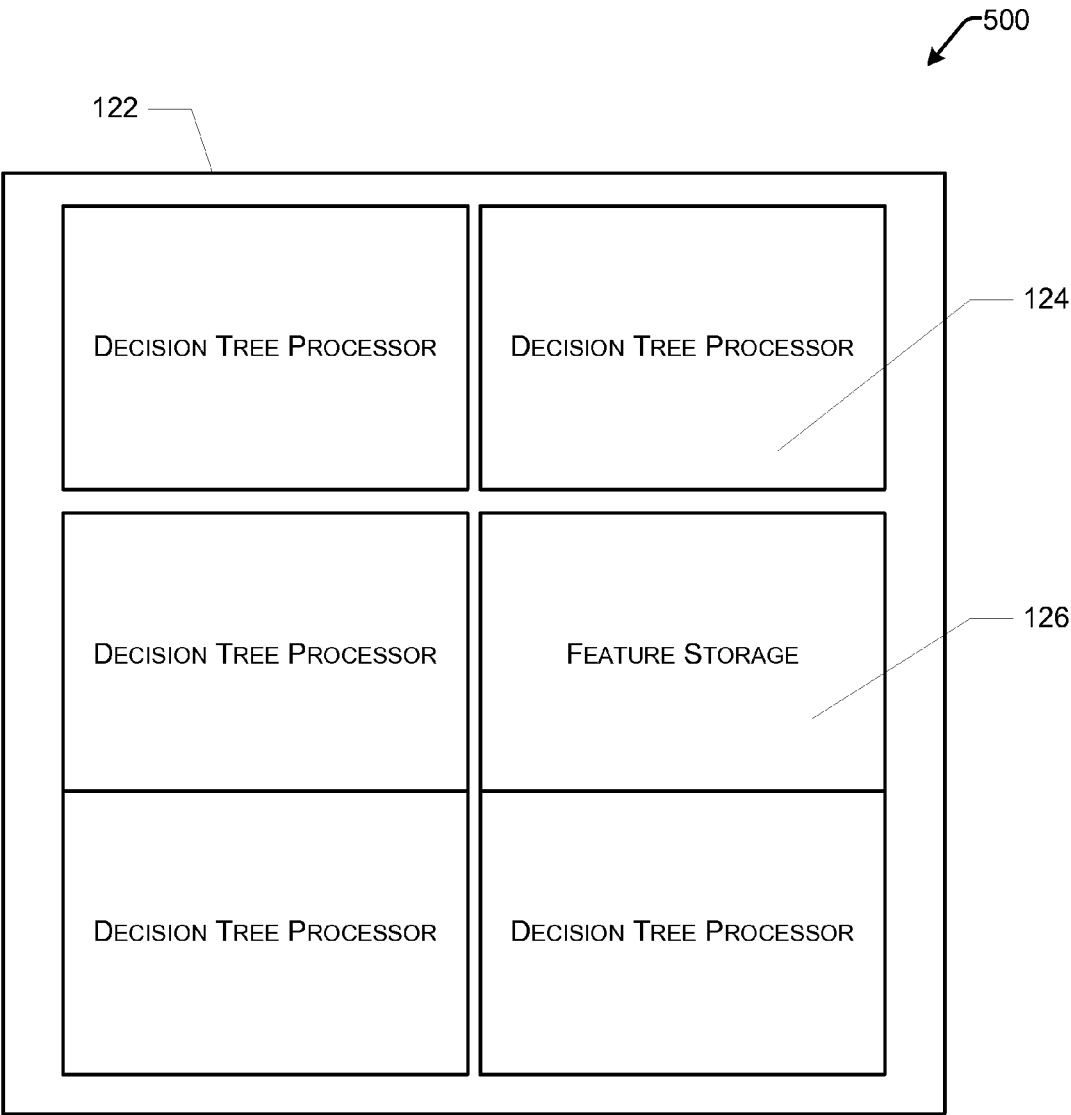 500
122
DECISION TREE PROCESSOR
DECISION TREE PROCESSOR
124
DECISION TREE PROCESSOR
FEATURE STORAGE
126
DECISION TREE PROCESSOR
DECISION TREE PROCESSOR